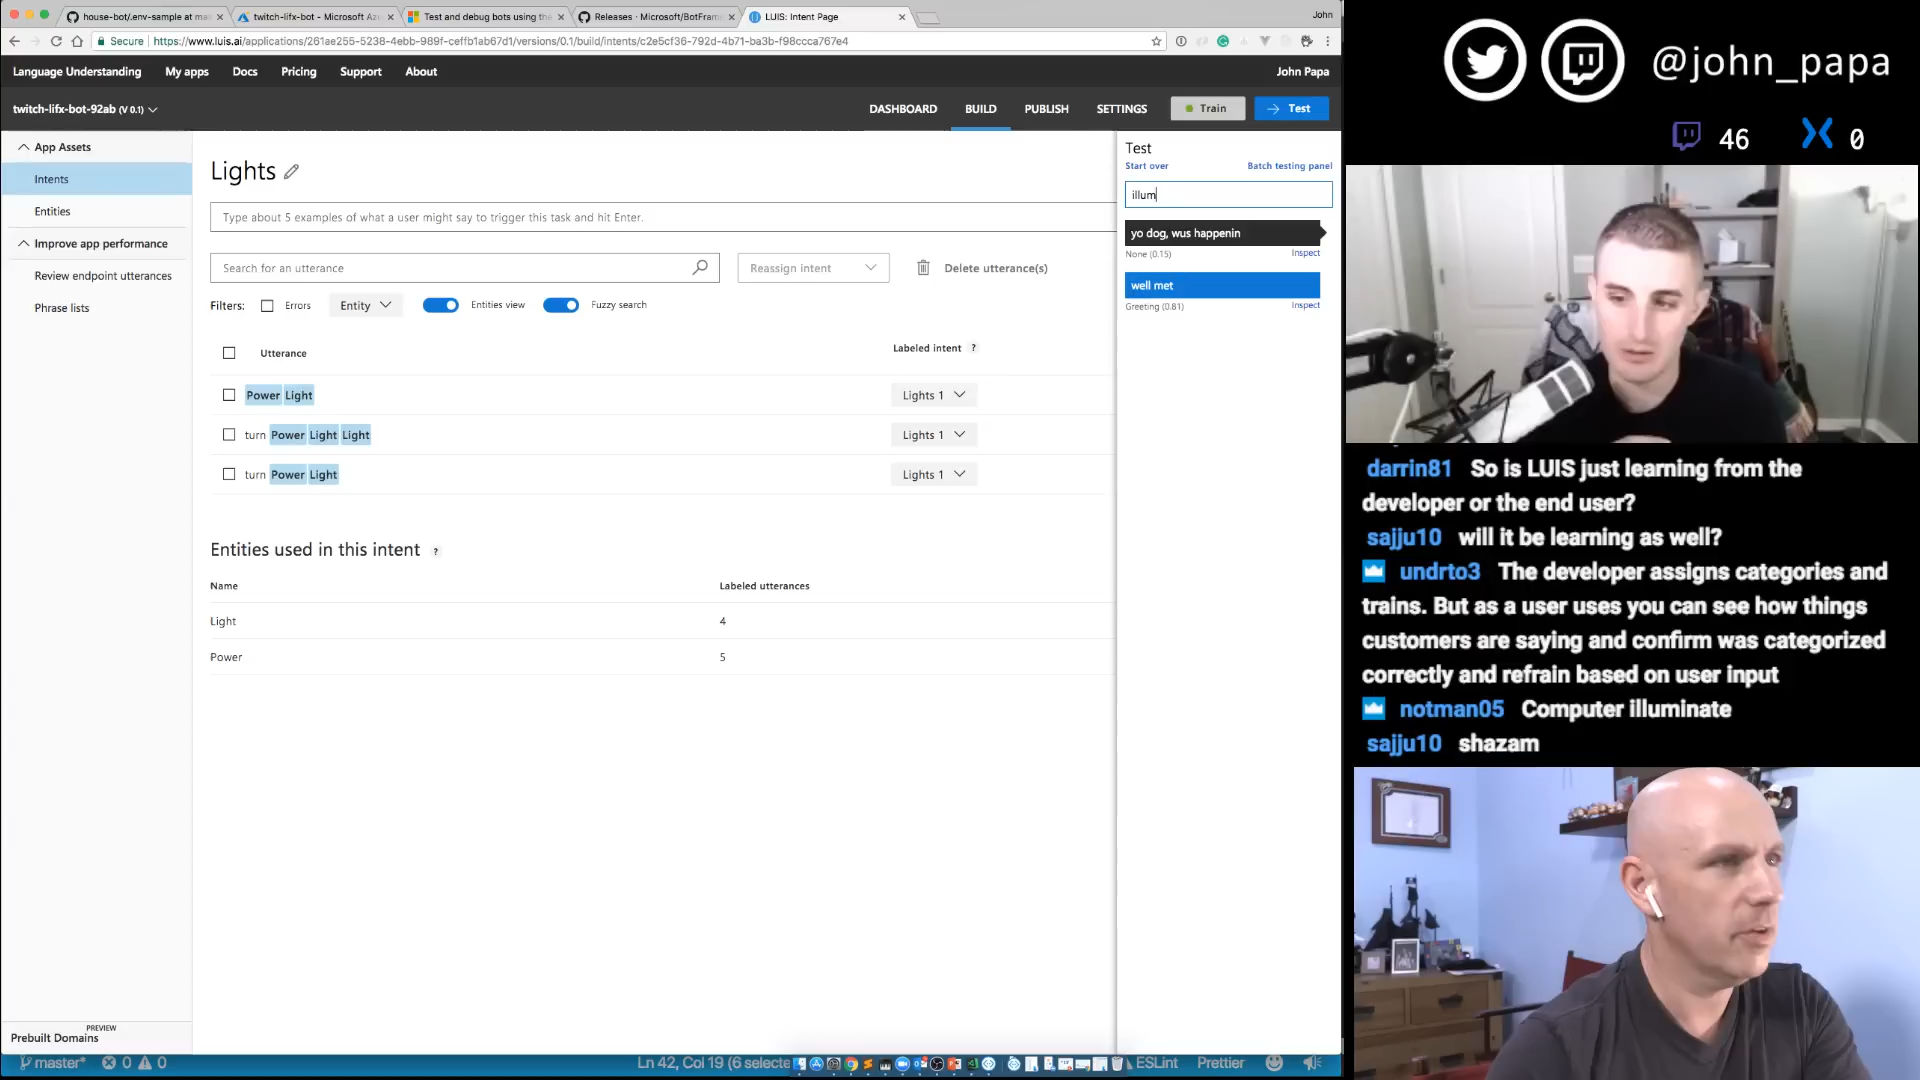 house-bot/.env-sample at ma
twitch-lifx-bot - Microsoft Az
Test and debug bots using the
Releases · Microsoft/BotFram
LUIS: Intent Page
John
Secure
https://www.luis.ai/applications/261ae255-5238-4ebb-989f-ceffb1ab67d1/versions/0.1/build/intents/c2e5cf36-792d-4b71-ba3b-f98ccca767e4
Language Understanding My apps Docs Pricing Support About John Papa
twitch-lifx-bot-92ab (V 0.1) DASHBOARD BUILD PUBLISH SETTINGS Train Test
App Assets
Intents
Entities
Improve app performance
Review endpoint utterances
Phrase lists
PREVIEW
Prebuilt Domains
Lights
Type about 5 examples of what a user might say to trigger this task and hit Enter.
Search for an utterance
Reassign intent
Delete utterance(s)
Filters: Errors Entity Entities view Fuzzy search
Utterance Labeled intent ?
Power Light Lights 1
turn Power Light Light Lights 1
turn Power Light Lights 1
Entities used in this intent ?
Name Labeled utterances
Light 4
Power 5
Test
Start over Batch testing panel
illum
yo dog, wus happenin
None (0.15) Inspect
well met
Greeting (0.81) Inspect
master* 0 0 Ln 42, Col 19 (6 selecte ESLint Prettier
@john_papa
46 0
darrin81 So is LUIS just learning from the
developer or the end user?
sajju10 will it be learning as well?
undrto3 The developer assigns categories and
trains. But as a user uses you can see how things
customers are saying and confirm was categorized
correctly and refrain based on user input
notman05 Computer illuminate
sajju10 shazam